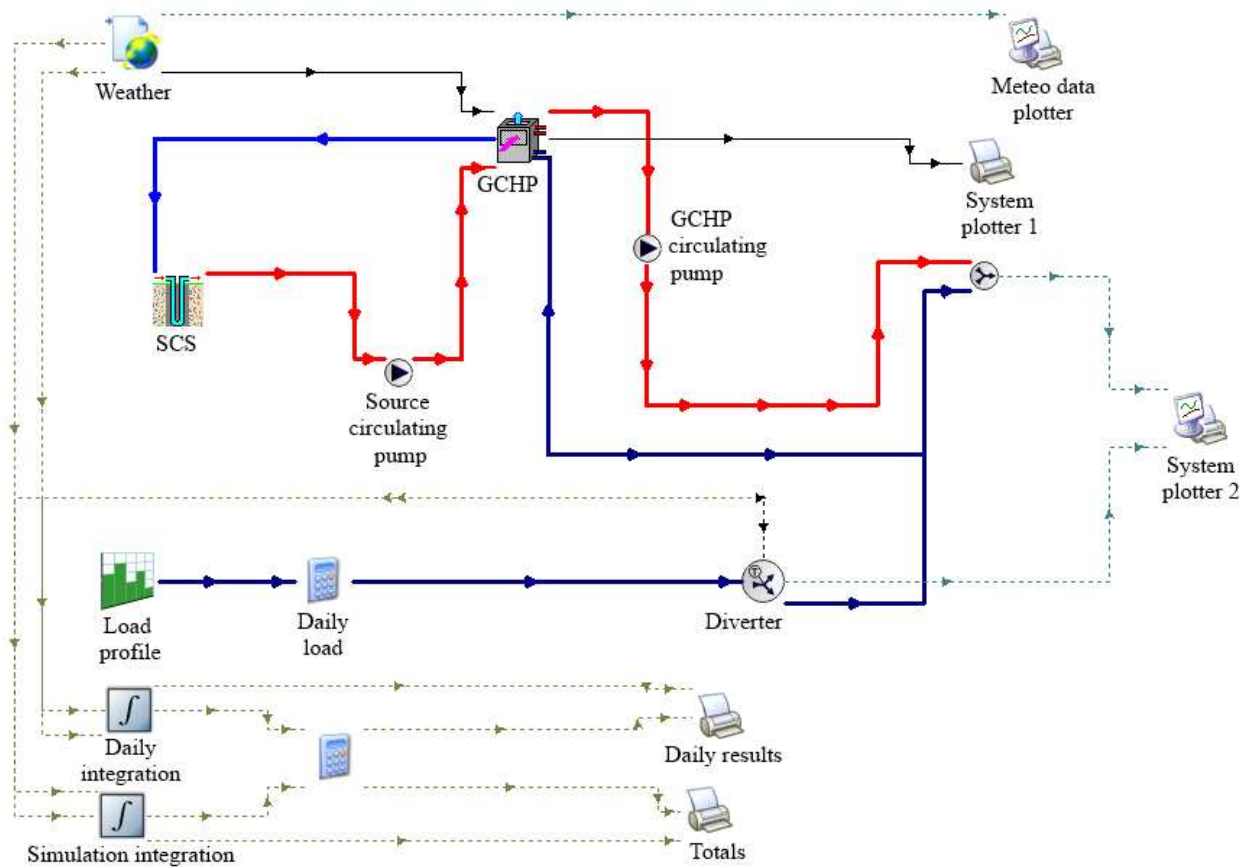 Weather
Meteo data
plotter
GCHP
System
plotter 1
GCHP
circulating
pump
SCS
Source
circulating
pump
System
plotter 2
Load
profile
Daily
load
Diverter
Daily
integration
Daily results
Simulation integration
Totals